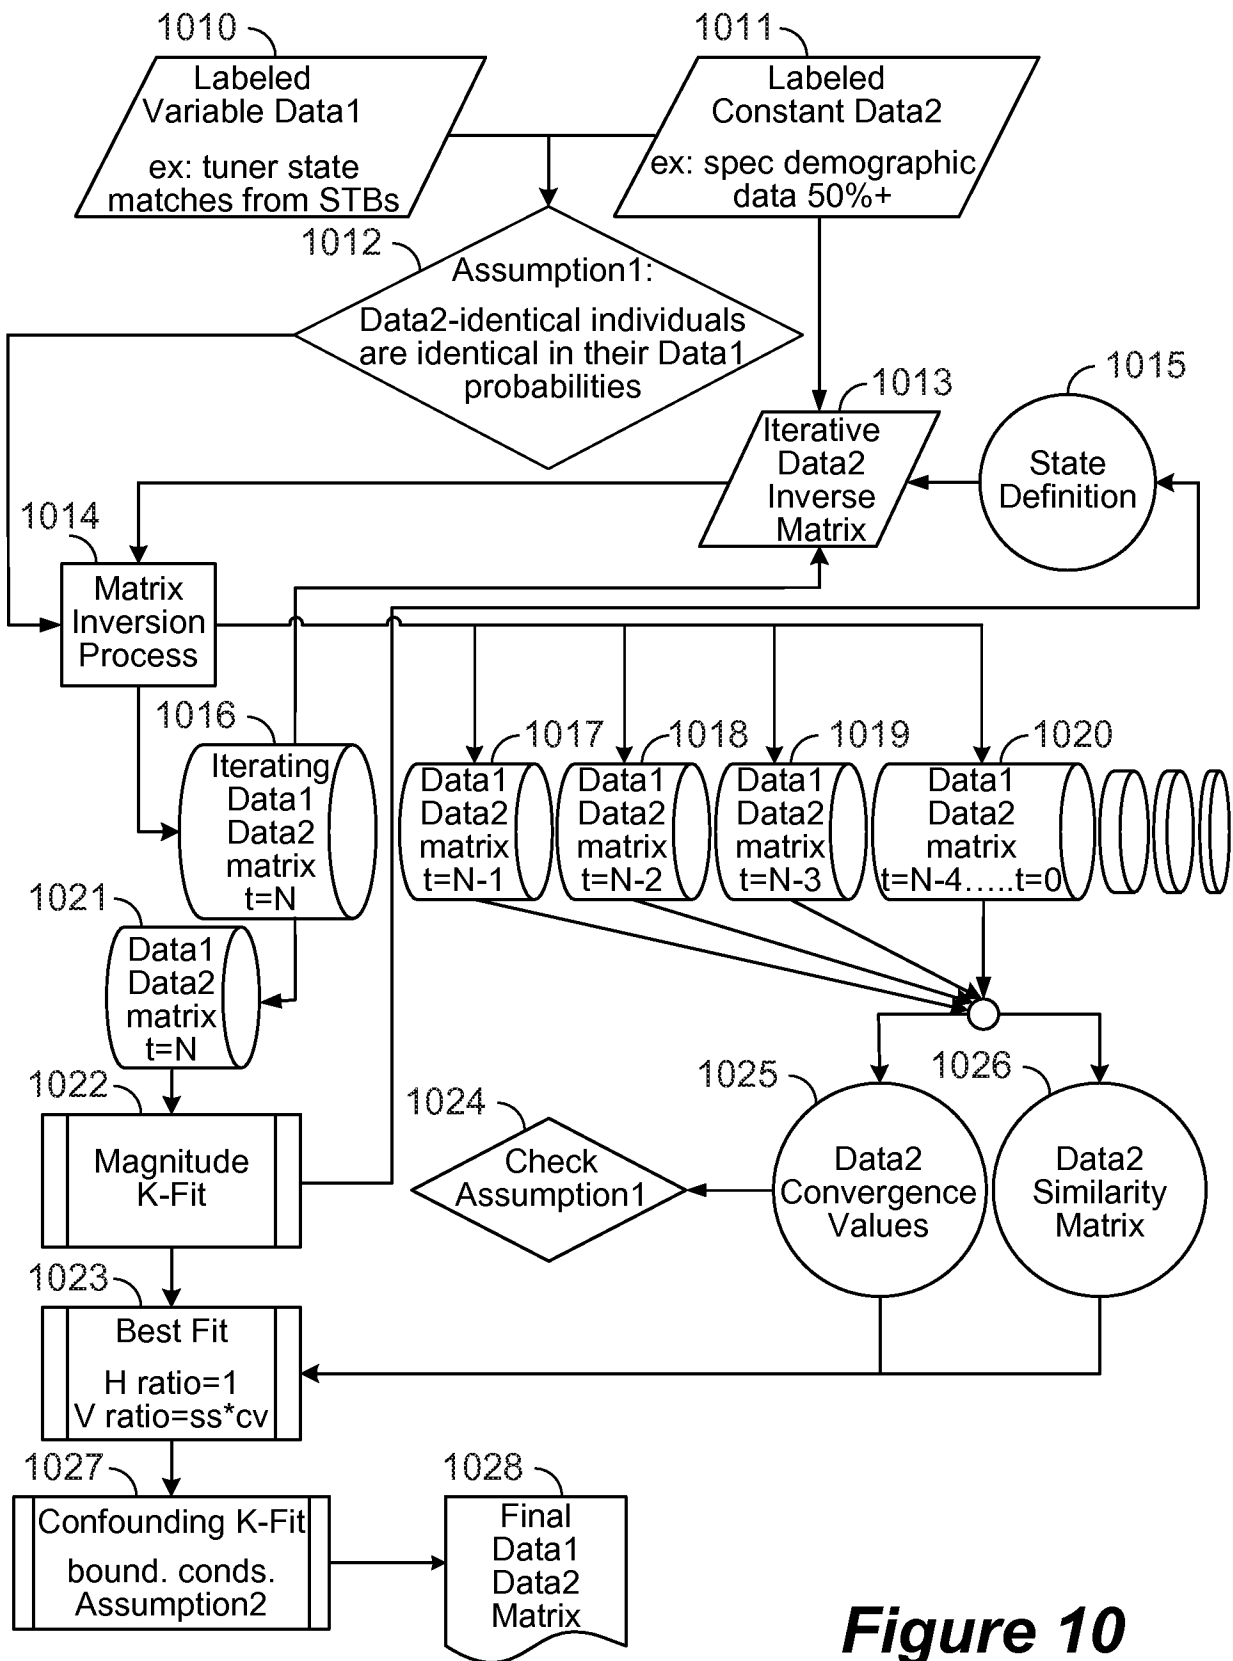 1010
Labeled
Variable Data1
ex: tuner state
matches from STBs
1011
Labeled
Constant Data2
ex: spec demographic
data 50%+
1012
Assumption1:
Data2-identical individuals
are identical in their Data1
probabilities
1013
Iterative
Data2
Inverse
Matrix
1015
State
Definition
1014
Matrix
Inversion
Process
1016
Iterating
Data1
Data2
matrix
t=N
1017
Data1
Data2
matrix
t=N-1
1018
Data1
Data2
matrix
t=N-2
1019
Data1
Data2
matrix
t=N-3
1020
Data1
Data2
matrix
t=N-4.....t=0
1021
Data1
Data2
matrix
t=N
1022
Magnitude
K-Fit
1024
Check
Assumption1
1025
Data2
Convergence
Values
1026
Data2
Similarity
Matrix
1023
Best Fit
H ratio=1
V ratio=ss*cv
1027
Confounding K-Fit
bound. conds.
Assumption2
1028
Final
Data1
Data2
Matrix
Figure 10